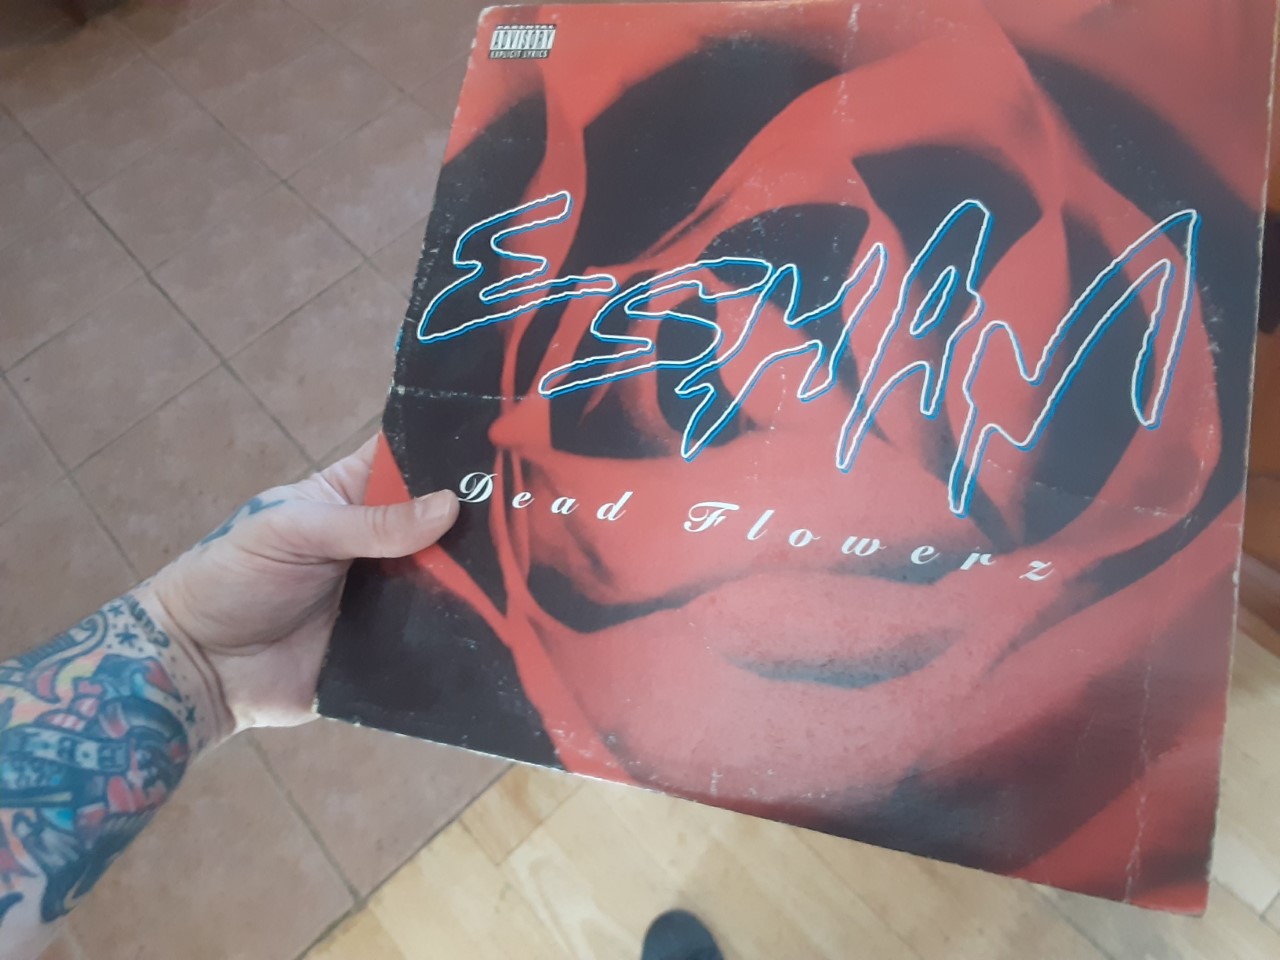 PARENTAL
ADVISORY
EXPLICIT LYRICS
ESHAM
Dead Flowerz